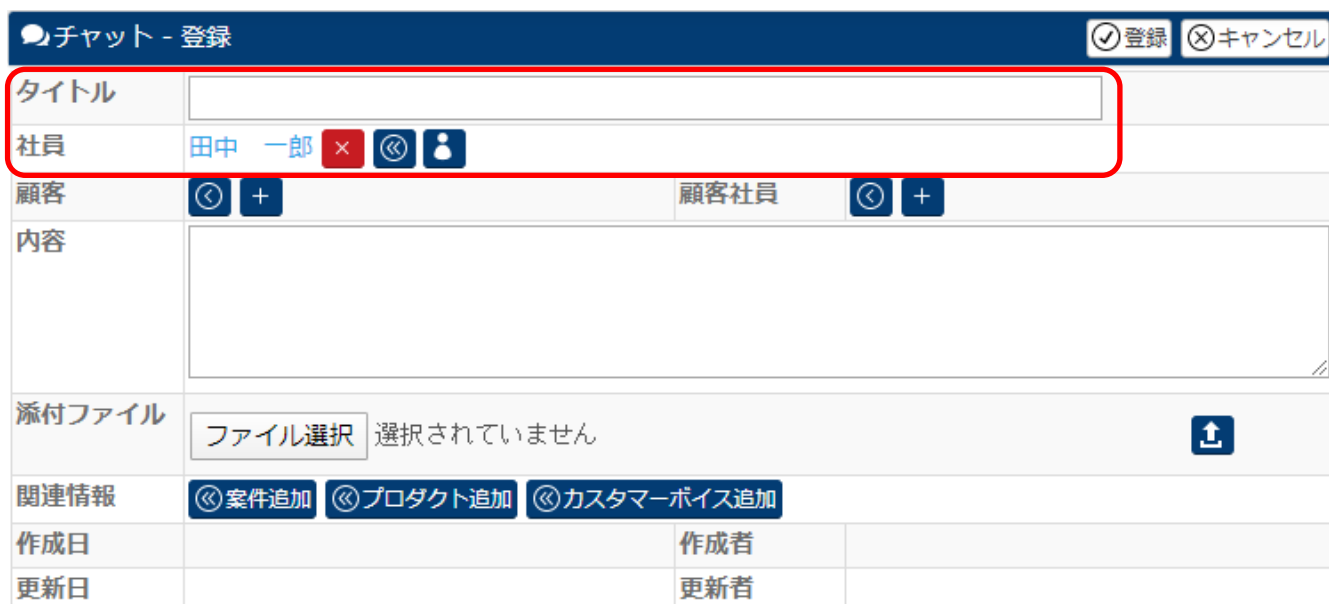 チャット - 登録 登録 キャンセル
タイトル
社員 田中　一郎
顧客 顧客社員
内容
添付ファイル ファイル選択 選択されていません
関連情報 案件追加 プロダクト追加 カスタマーボイス追加
作成日 作成者
更新日 更新者